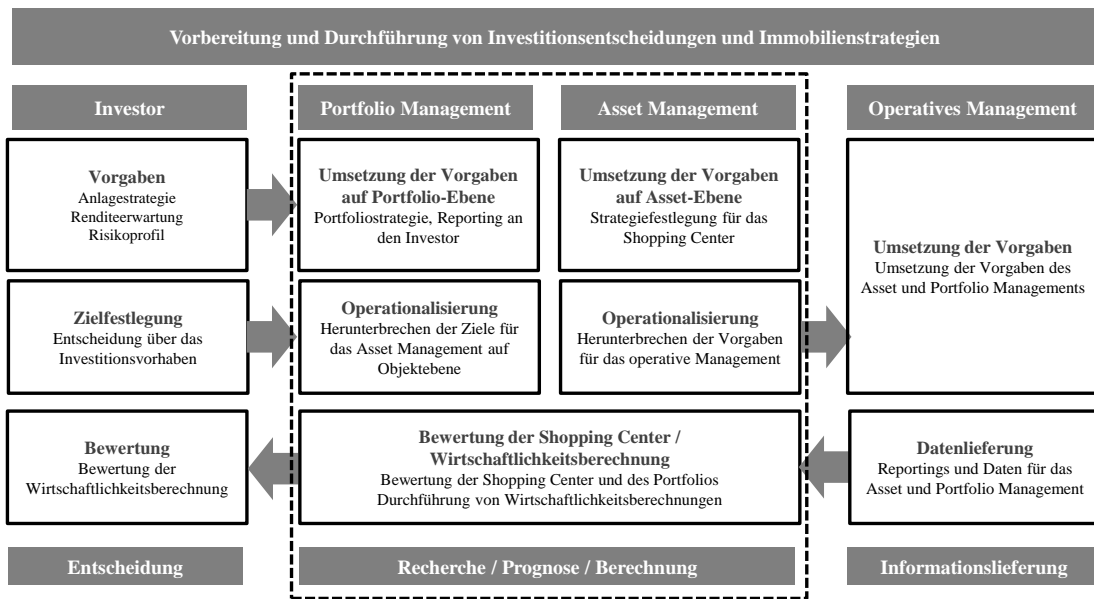 Vorbereitung und Durchführung von Investitionsentscheidungen und Immobilienstrategien
Investor
Portfolio Management
Asset Management
Operatives Management
Vorgaben
Anlagestrategie
Renditeerwartung
Risikoprofil
Umsetzung der Vorgaben
auf Portfolio-Ebene
Portfoliostrategie, Reporting an
den Investor
Umsetzung der Vorgaben
auf Asset-Ebene
Strategiefestlegung für das
Shopping Center
Umsetzung der Vorgaben
Umsetzung der Vorgaben des
Asset und Portfolio Managements
Zielfestlegung
Entscheidung über das
Investitionsvorhaben
Operationalisierung
Herunterbrechen der Ziele für
das Asset Management auf
Objektebene
Operationalisierung
Herunterbrechen der Vorgaben
für das operative Management
Bewertung
Bewertung der
Wirtschaftlichkeitsberechnung
Bewertung der Shopping Center /
Wirtschaftlichkeitsberechnung
Bewertung der Shopping Center und des Portfolios
Durchführung von Wirtschaftlichkeitsberechnungen
Datenlieferung
Reportings und Daten für das
Asset und Portfolio Management
Entscheidung
Recherche / Prognose / Berechnung
Informationslieferung